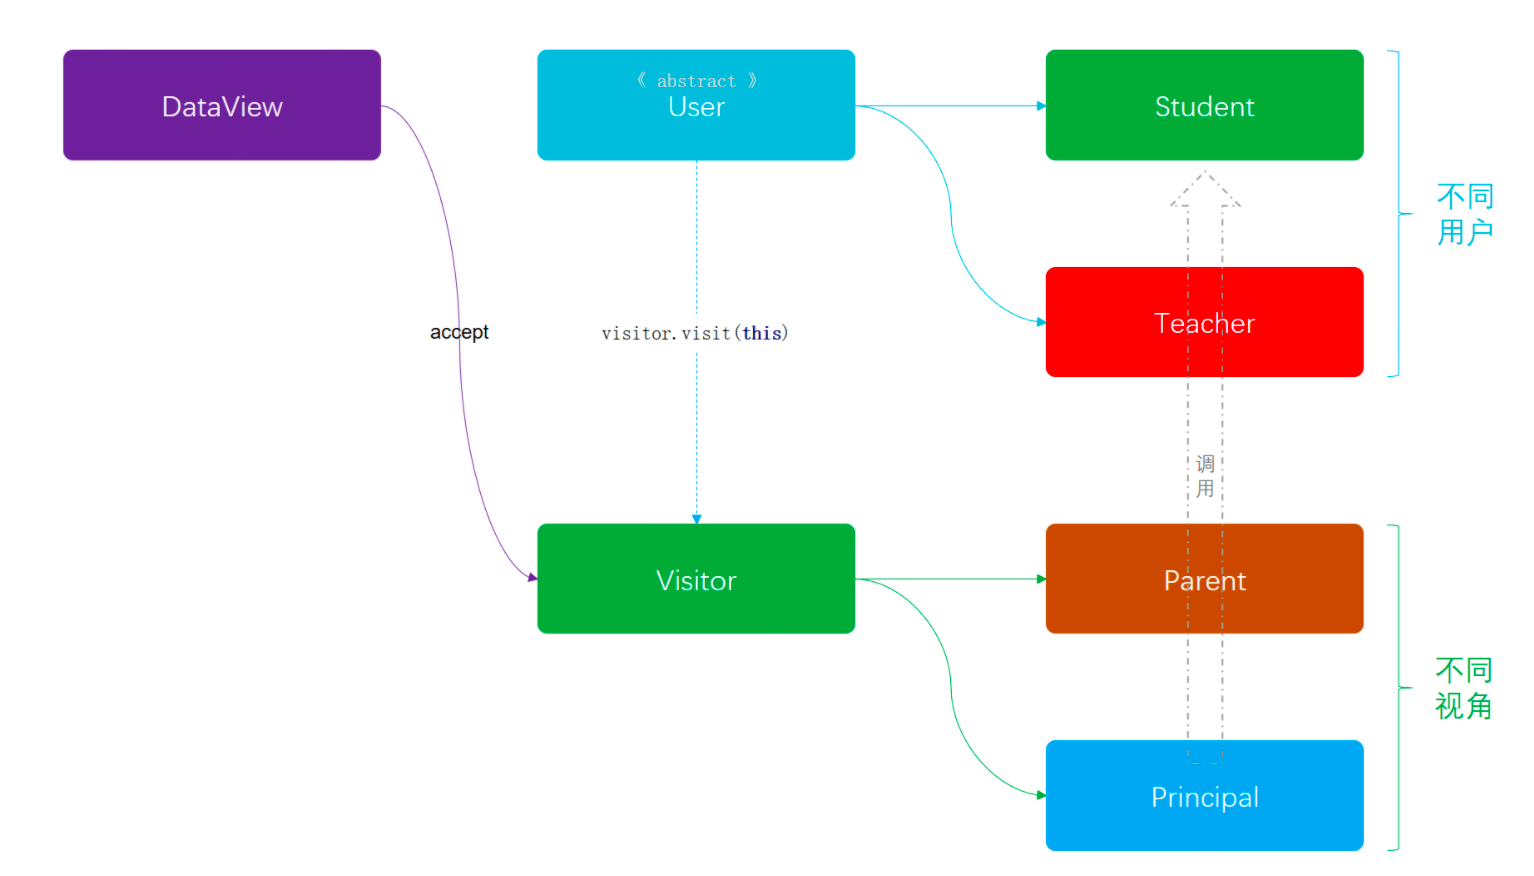 DataView
《 abstract 》
User
Student
不同
用户
Teacher
accept
visitor.visit(this)
调
用
Visitor
Parent
不同
视角
Principal